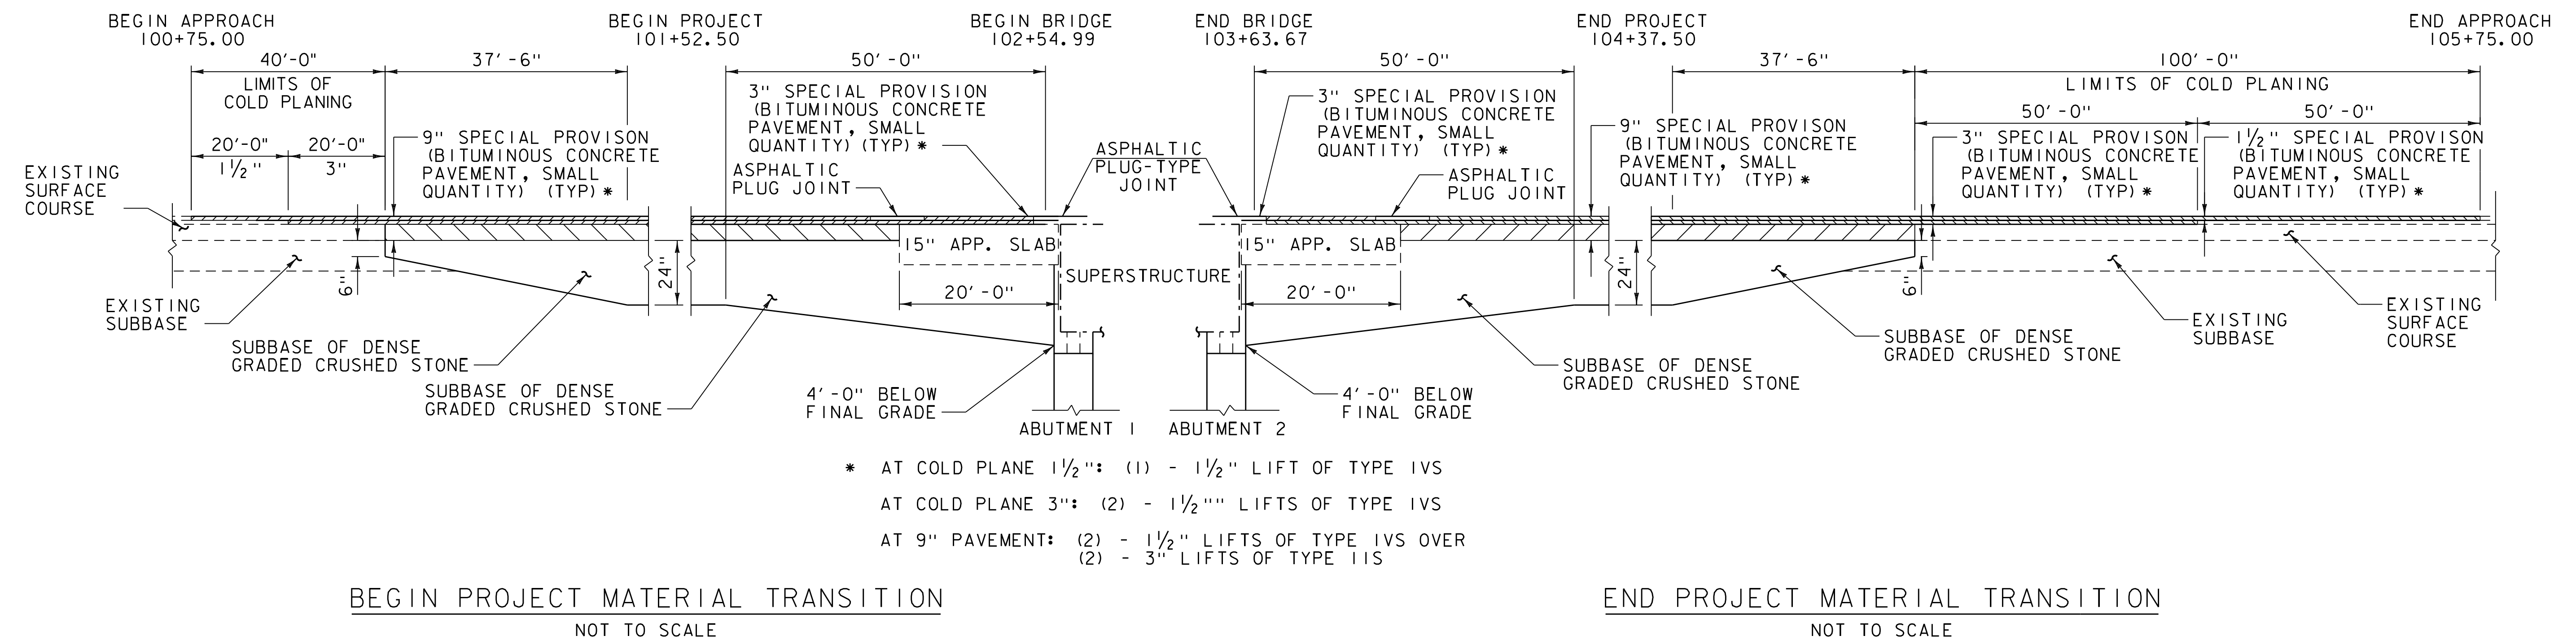 BEGIN APPROACH
100+75.00
BEGIN PROJECT
101+52.50
BEGIN BRIDGE
102+54.99
END BRIDGE
103+63.67
END PROJECT
104+37.50
END APPROACH
105+75.00
40'-0"
LIMITS OF
COLD PLANING
37'-6"
50'-0"
50'-0"
37'-6"
100'-0"
LIMITS OF COLD PLANING
20'-0"
1½"
20'-0"
3"
50'-0"
50'-0"
EXISTING
SURFACE
COURSE
9" SPECIAL PROVISON
(BITUMINOUS CONCRETE
PAVEMENT, SMALL
QUANTITY) (TYP)*
3" SPECIAL PROVISION
(BITUMINOUS CONCRETE
PAVEMENT, SMALL
QUANTITY) (TYP)*
ASPHALTIC
PLUG JOINT
ASPHALTIC
PLUG-TYPE
JOINT
3" SPECIAL PROVISION
(BITUMINOUS CONCRETE
PAVEMENT, SMALL
QUANTITY) (TYP)*
ASPHALTIC
PLUG JOINT
9" SPECIAL PROVISON
(BITUMINOUS CONCRETE
PAVEMENT, SMALL
QUANTITY) (TYP)*
3" SPECIAL PROVISON
(BITUMINOUS CONCRETE
PAVEMENT, SMALL
QUANTITY) (TYP)*
1½" SPECIAL PROVISON
(BITUMINOUS CONCRETE
PAVEMENT, SMALL
QUANTITY) (TYP)*
15" APP. SLAB
15" APP. SLAB
SUPERSTRUCTURE
6"
24"
20'-0"
20'-0"
24"
6"
EXISTING
SUBBASE
SUBBASE OF DENSE
GRADED CRUSHED STONE
SUBBASE OF DENSE
GRADED CRUSHED STONE
4'-0" BELOW
FINAL GRADE
4'-0" BELOW
FINAL GRADE
SUBBASE OF DENSE
GRADED CRUSHED STONE
SUBBASE OF DENSE
GRADED CRUSHED STONE
EXISTING
SUBBASE
EXISTING
SURFACE
COURSE
ABUTMENT 1
ABUTMENT 2
* AT COLD PLANE 1½": (1) - 1½" LIFT OF TYPE IVS
AT COLD PLANE 3": (2) - 1½"" LIFTS OF TYPE IVS
AT 9" PAVEMENT: (2) - 1½" LIFTS OF TYPE IVS OVER
(2) - 3" LIFTS OF TYPE IIS
BEGIN PROJECT MATERIAL TRANSITION
NOT TO SCALE
END PROJECT MATERIAL TRANSITION
NOT TO SCALE